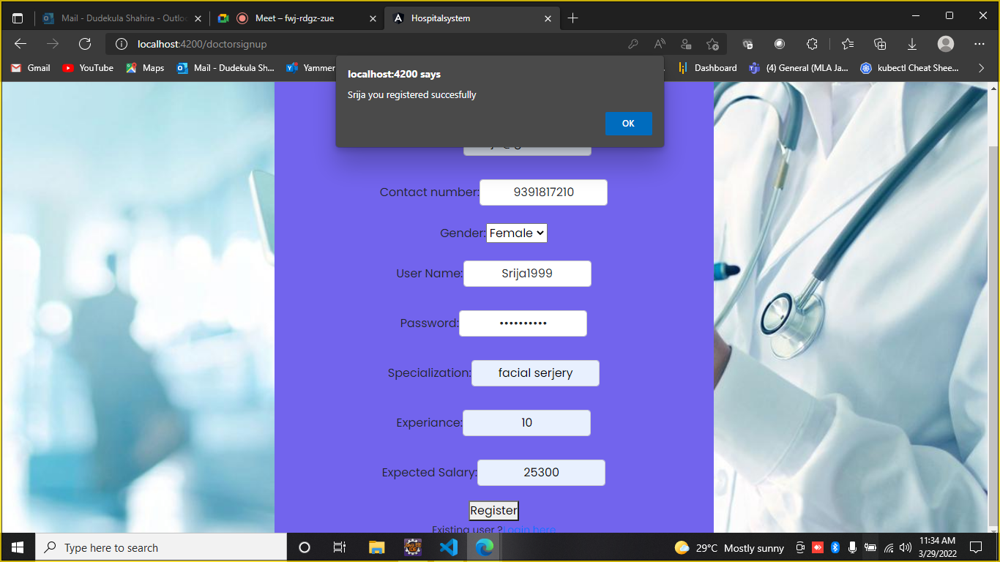 Mail - Dudekula Shahira - Outlo
Meet – fwj-rdgz-zue
Hospitalsystem
localhost:4200/doctorsignup
Gmail
YouTube
Maps
Mail - Dudekula Sh...
Yammer
Dashboard
(4) General (MLA Ja...
kubectl Cheat Shee...
localhost:4200 says
Srija you registered succesfully
OK
Contact number: 9391817210
Gender: Female
User Name: Srija1999
Password: ••••••••••
Specialization: facial serjery
Experiance: 10
Expected Salary: 25300
Register
Existing user ?Login here
Type here to search
29°C Mostly sunny
11:34 AM
3/29/2022